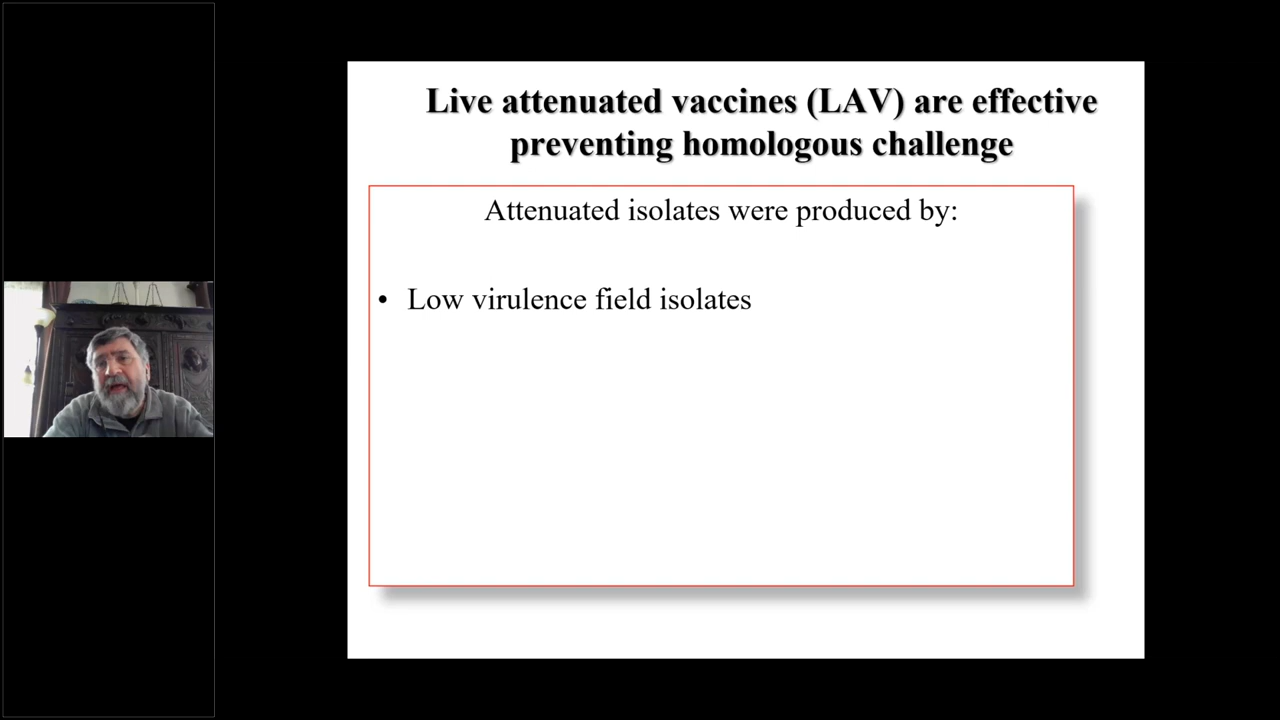 Live attenuated vaccines (LAV) are effective
preventing homologous challenge
Attenuated isolates were produced by:
• Low virulence field isolates